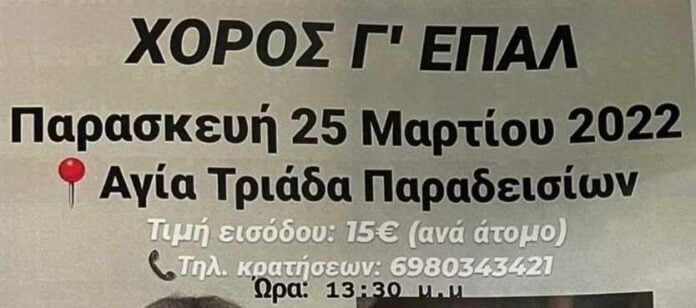 ΧΟΡΟΣ Γ' ΕΠΑΛ
Παρασκευή 25 Μαρτίου 2022
Αγία Τριάδα Παραδεισίων
Τιμή εισόδου: 15€ (ανά άτομο)
Τηλ. κρατήσεων: 6980343421
Ώρα: 13:30 μ.μ